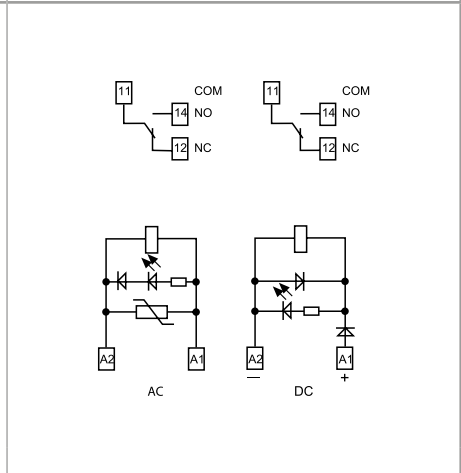 11 COM 11 COM
14 NO 14 NO
12 NC 12 NC
A2 A1 A2 A1
— +
AC DC